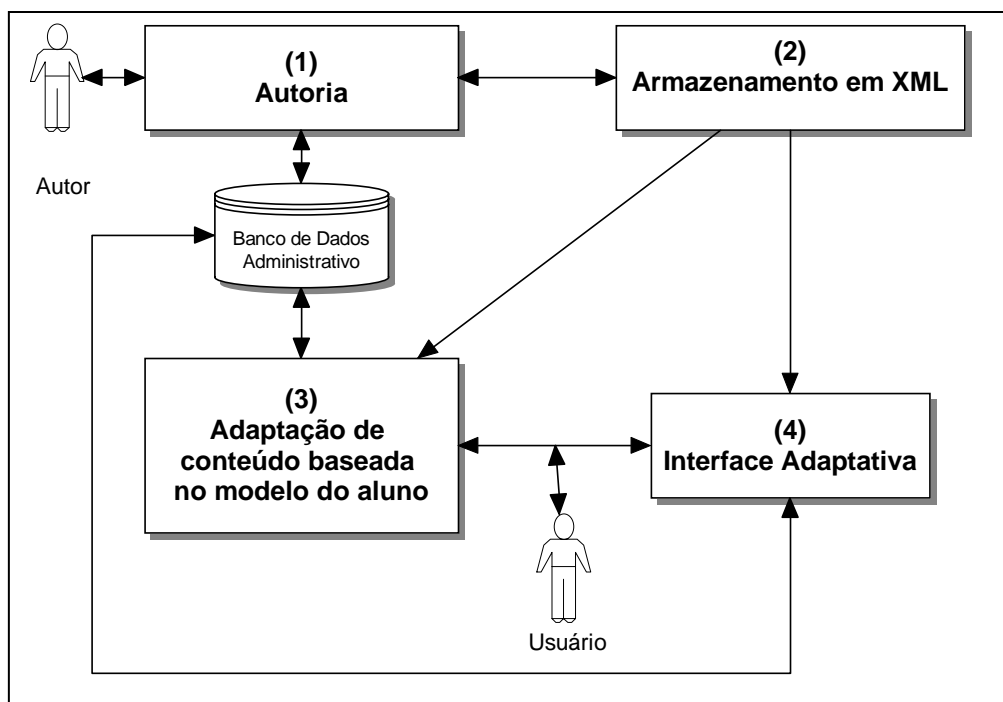 (1)
Autoria
(2)
Armazenamento em XML
Autor
Banco de Dados
Administrativo
(3)
Adaptação de
conteúdo baseada
no modelo do aluno
(4)
Interface Adaptativa
Usuário